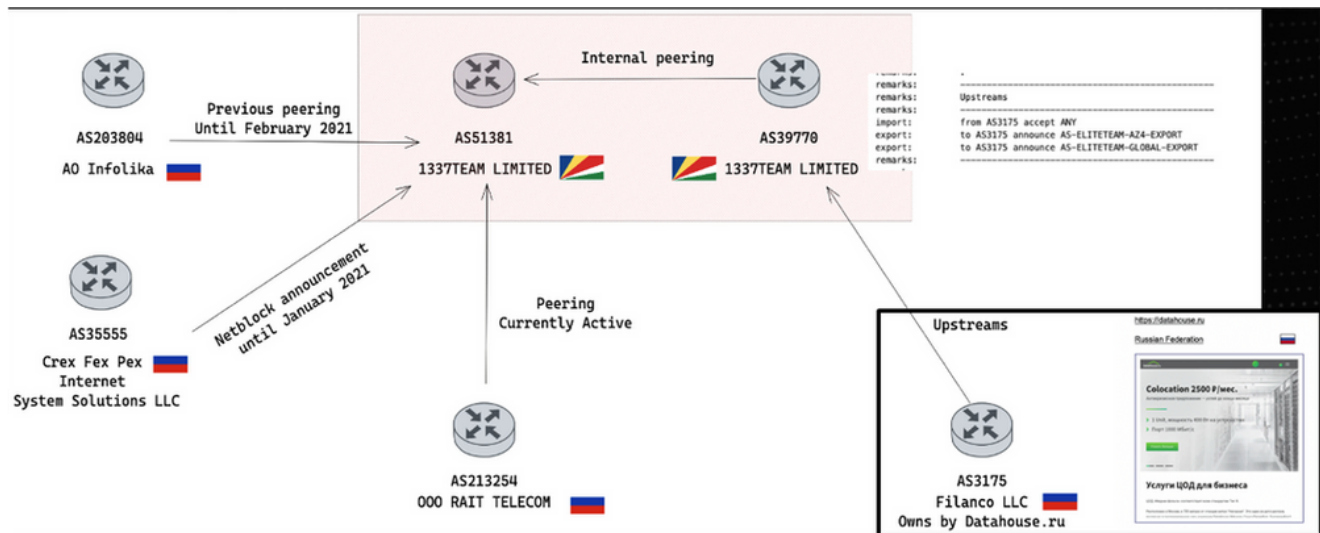 Internal peering
Previous peering
Until February 2021
AS203804
AO Infolika
AS51381
1337TEAM LIMITED
AS39770
1337TEAM LIMITED
remarks:
remarks: Upstreams
remarks: ------------------------------------------------
import: from AS3175 accept ANY
export: to AS3175 announce AS-ELITETEAM-AZ4-EXPORT
export: to AS3175 announce AS-ELITETEAM-GLOBAL-EXPORT
remarks: ------------------------------------------------
Netblock announcement
until January 2021
AS35555
Crex Fex Pex
Internet
System Solutions LLC
Peering
Currently Active
AS213254
OOO RAIT TELECOM
Upstreams
AS3175
Filanco LLC
Owns by Datahouse.ru
https://datahouse.ru
Russian Federation
Colocation 2500 ₽/мес.
Услуги ЦОД для бизнеса